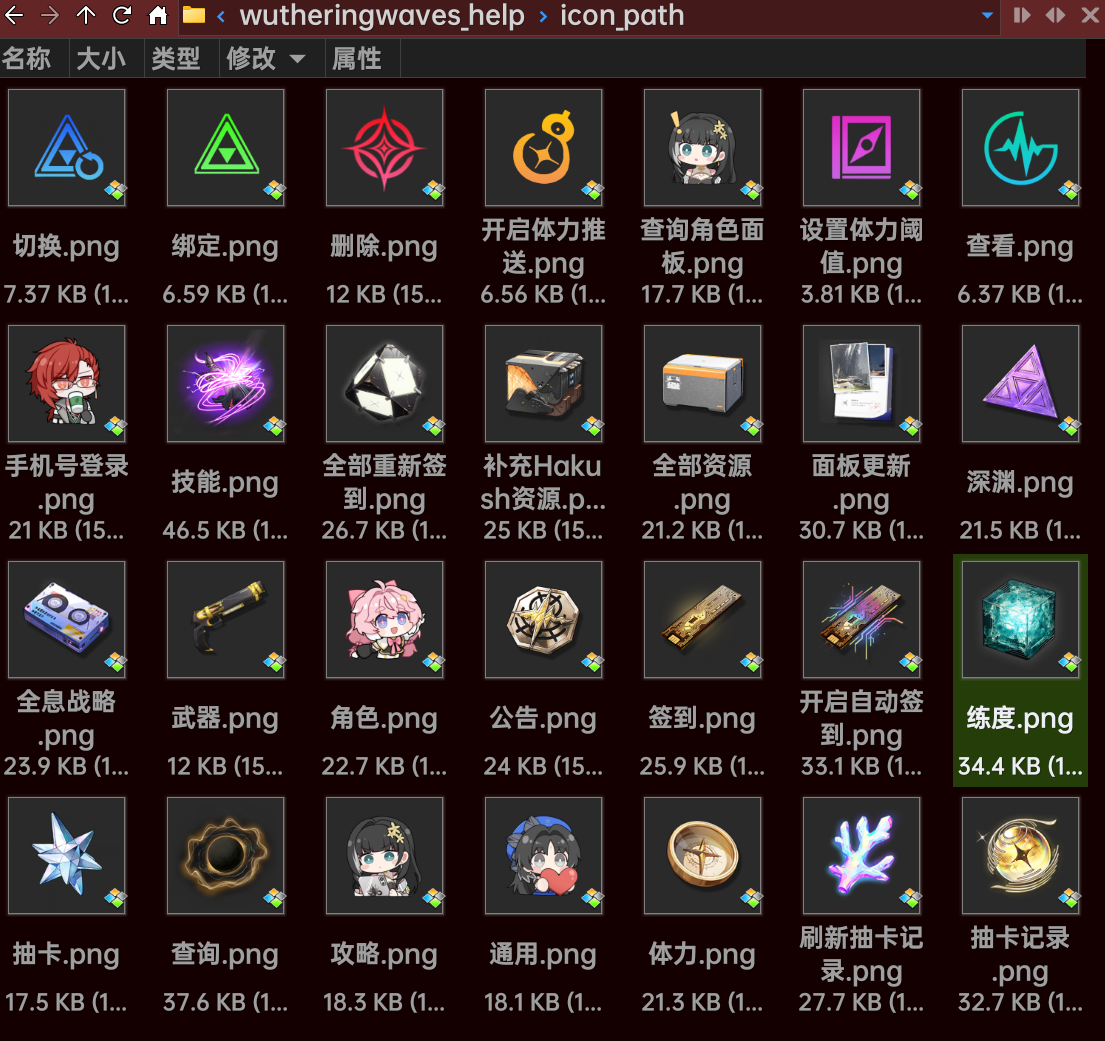 wutheringwaves_help
icon_path
名称 大小 类型 修改 属性
切换.png
绑定.png
删除.png
开启体力推
送.png
查询角色面
板.png
设置体力阈
值.png
查看.png
7.37 KB (1...
6.59 KB (1...
12 KB (15...
6.56 KB (1...
17.7 KB (1...
3.81 KB (1...
6.37 KB (1...
手机号登录
.png
技能.png
全部重新签
到.png
补充Haku
sh资源.p...
全部资源
.png
面板更新
.png
深渊.png
21 KB (15...
46.5 KB (1...
26.7 KB (1...
25 KB (15...
21.2 KB (1...
30.7 KB (1...
21.5 KB (1...
全息战略
.png
武器.png
角色.png
公告.png
签到.png
开启自动签
到.png
练度.png
23.9 KB (1...
12 KB (15...
22.7 KB (1...
24 KB (15...
25.9 KB (1...
33.1 KB (1...
34.4 KB (1...
抽卡.png
查询.png
攻略.png
通用.png
体力.png
刷新抽卡记
录.png
抽卡记录
.png
17.5 KB (1...
37.6 KB (1...
18.3 KB (1...
18.1 KB (1...
21.3 KB (1...
27.7 KB (1...
32.7 KB (1...